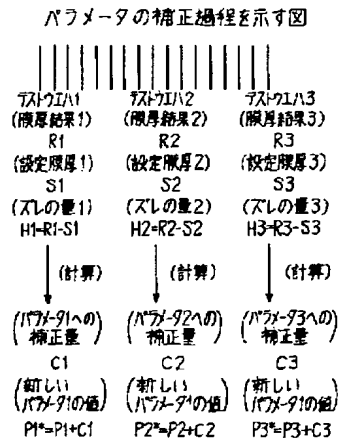 パラメータの補正過程を示す図
テストウエハ1 テストウエハ2 テストウエハ3
(膜厚結果1) (膜厚結果2) (膜厚結果3)
R1 R2 R3
(設定膜厚1) (設定膜厚2) (設定膜厚3)
S1 S2 S3
(ズレの量1) (ズレの量2) (ズレの量3)
H1=R1-S1 H2=R2-S2 H3=R3-S3
(計算) (計算) (計算)
(パラメータ1への (パラメータ2への (パラメータ3への
補正量) 補正量) 補正量)
C1 C2 C3
(新しい (新しい (新しい
パラメータ1の値) パラメータ1の値) パラメータ1の値)
P1*=P1+C1 P2*=P2+C2 P3*=P3+C3